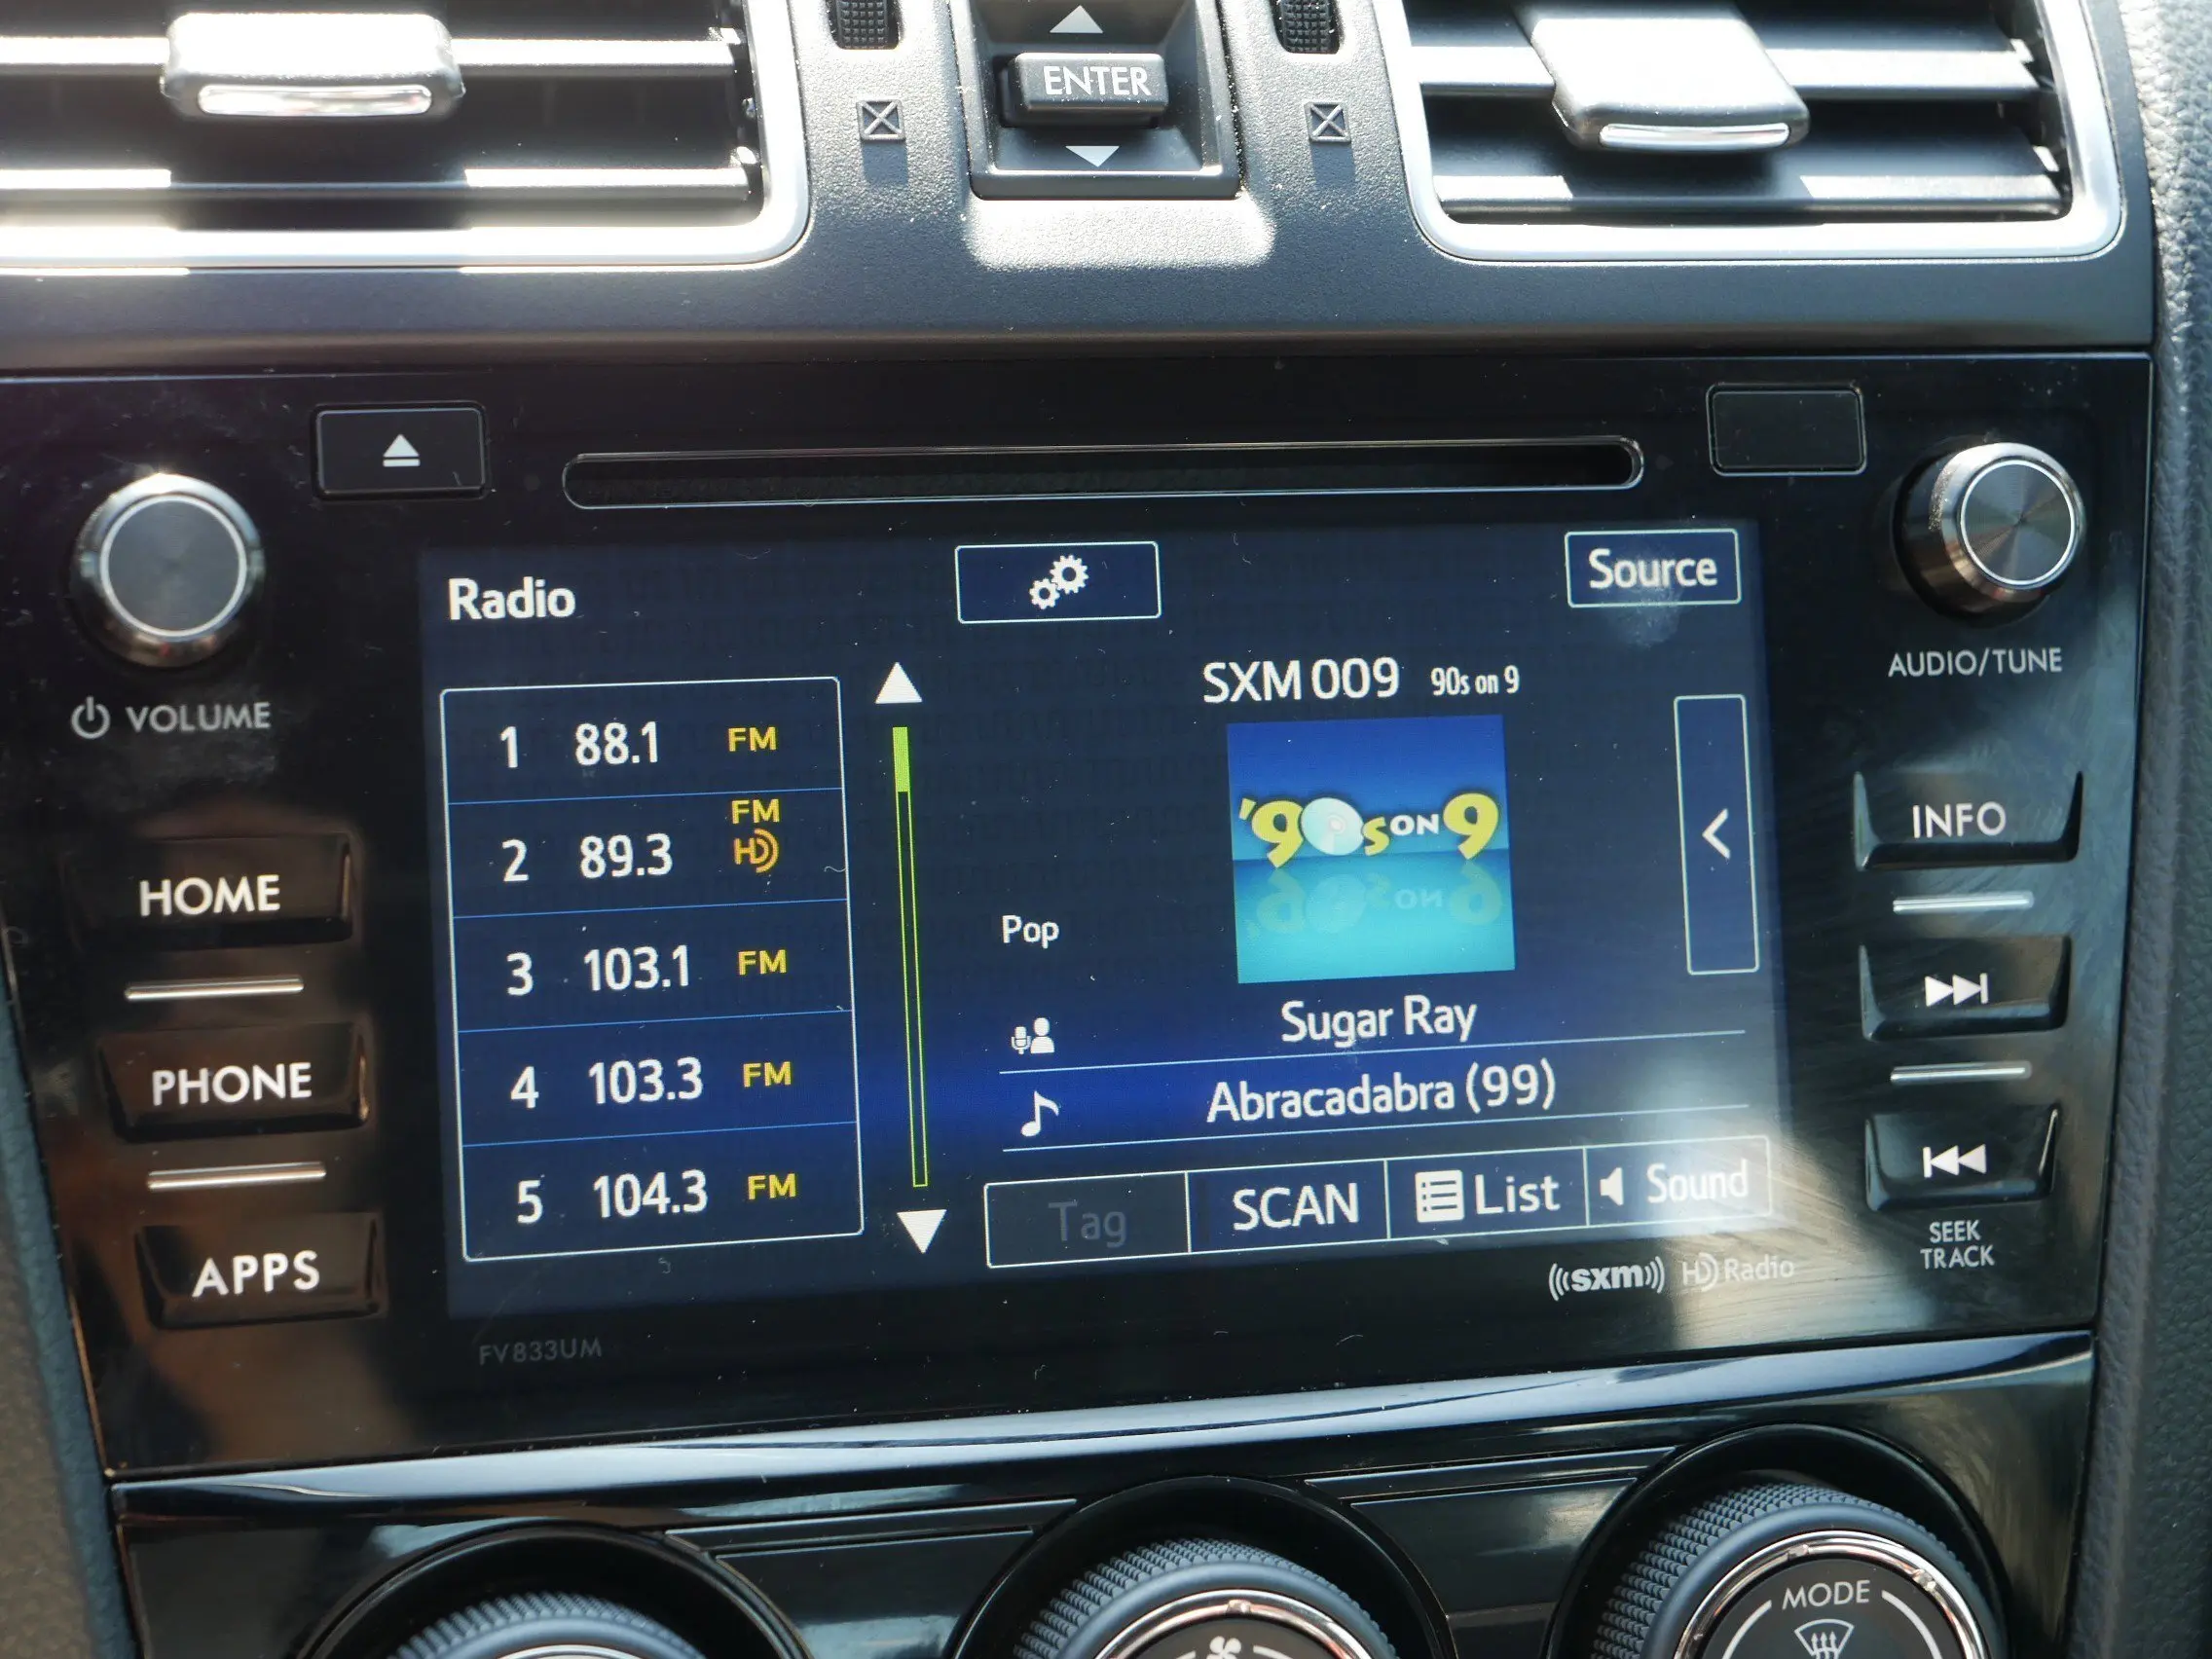 ENTER
Radio
Source
SXM 009 90s on 9
VOLUME
AUDIO/TUNE
1 88.1 FM
2 89.3 FM HD
3 103.1 FM
4 103.3 FM
5 104.3 FM
'90s ON 9
Pop
Sugar Ray
Abracadabra (99)
Tag SCAN List Sound
HOME
PHONE
APPS
INFO
SEEK
TRACK
((sxm)) HD Radio
FV833UM
MODE